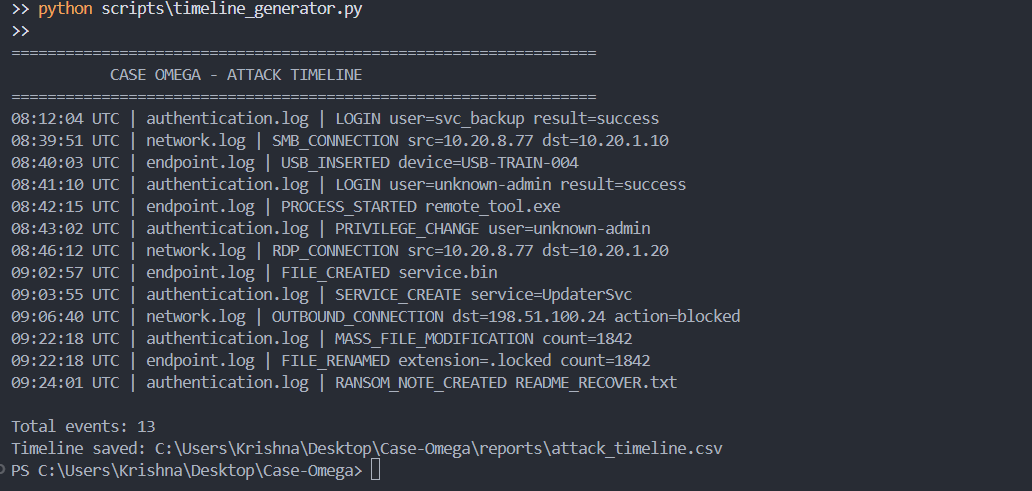 >> python scripts\timeline_generator.py
>>
=================================================================
CASE OMEGA - ATTACK TIMELINE
=================================================================
08:12:04 UTC | authentication.log | LOGIN user=svc_backup result=success
08:39:51 UTC | network.log | SMB_CONNECTION src=10.20.8.77 dst=10.20.1.10
08:40:03 UTC | endpoint.log | USB_INSERTED device=USB-TRAIN-004
08:41:10 UTC | authentication.log | LOGIN user=unknown-admin result=success
08:42:15 UTC | endpoint.log | PROCESS_STARTED remote_tool.exe
08:43:02 UTC | authentication.log | PRIVILEGE_CHANGE user=unknown-admin
08:46:12 UTC | network.log | RDP_CONNECTION src=10.20.8.77 dst=10.20.1.20
09:02:57 UTC | endpoint.log | FILE_CREATED service.bin
09:03:55 UTC | authentication.log | SERVICE_CREATE service=UpdaterSvc
09:06:40 UTC | network.log | OUTBOUND_CONNECTION dst=198.51.100.24 action=blocked
09:22:18 UTC | authentication.log | MASS_FILE_MODIFICATION count=1842
09:22:18 UTC | endpoint.log | FILE_RENAMED extension=.locked count=1842
09:24:01 UTC | authentication.log | RANSOM_NOTE_CREATED README_RECOVER.txt
Total events: 13
Timeline saved: C:\Users\Krishna\Desktop\Case-Omega\reports\attack_timeline.csv
PS C:\Users\Krishna\Desktop\Case-Omega>